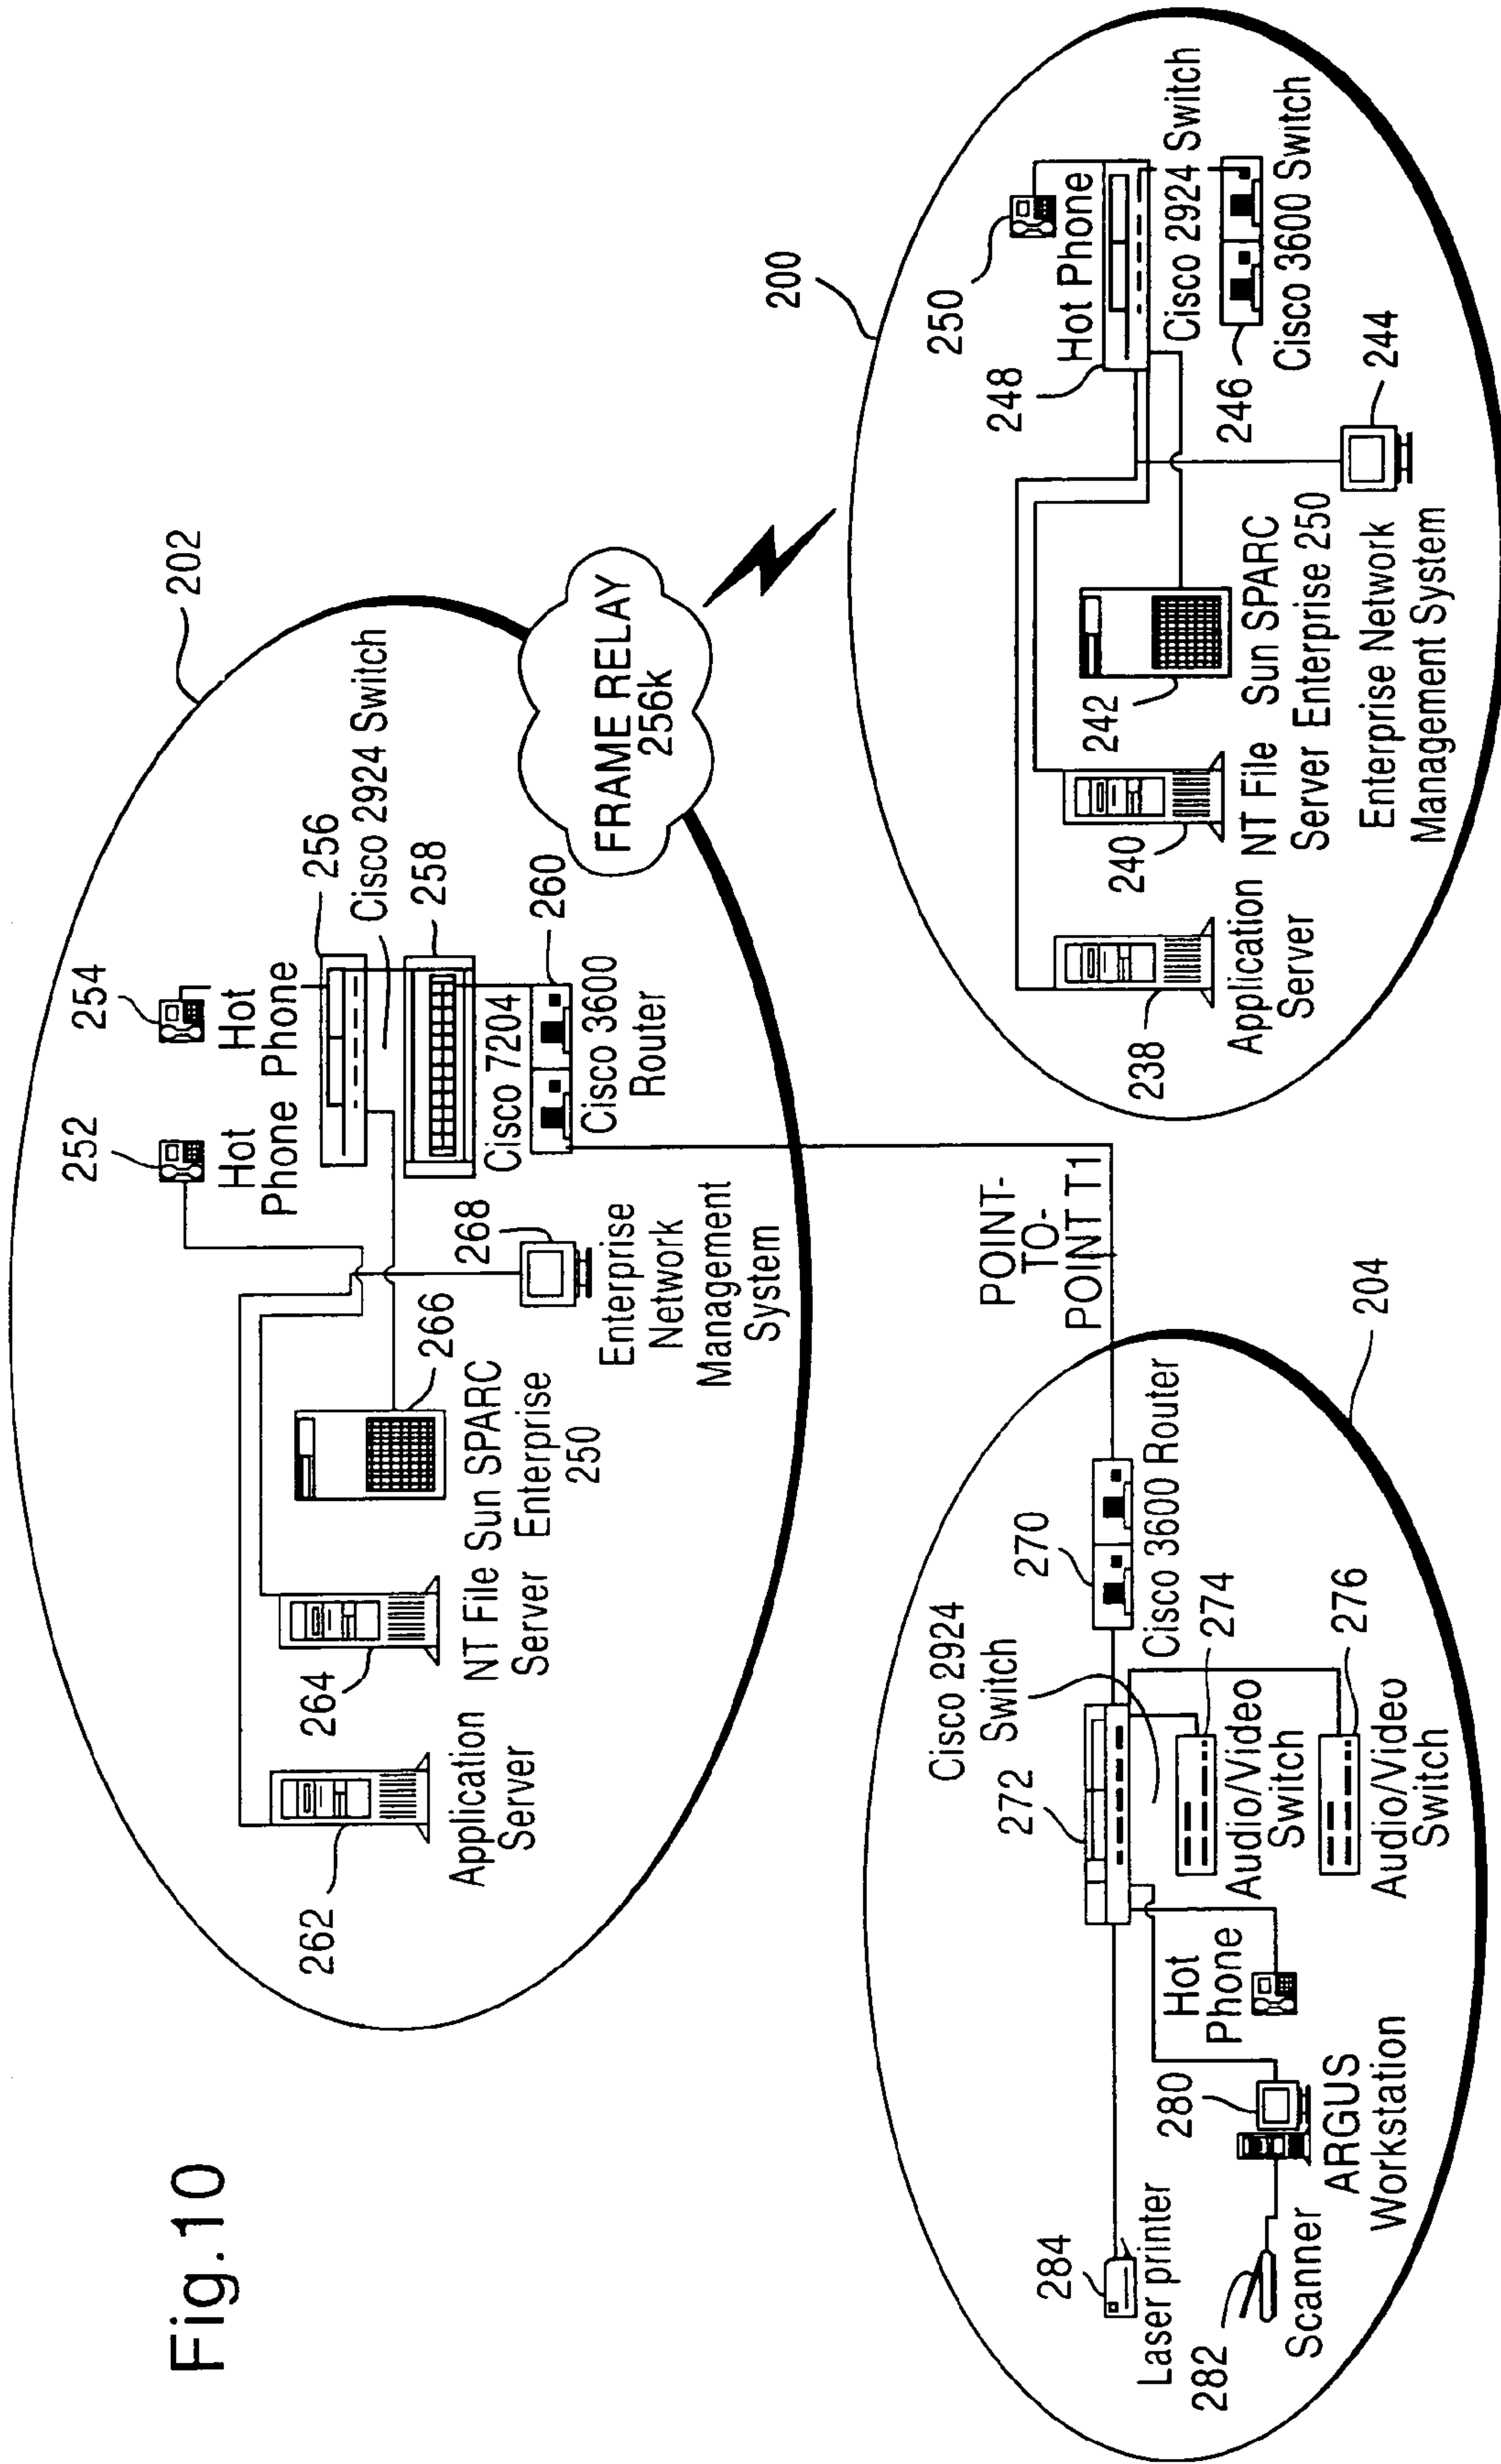 Fig.10
202
252
254
Hot
Phone
Hot
Phone
256
Cisco 2924 Switch
258
Cisco 7204
260
Cisco 3600
Router
262
Application
Server
264
NT File
Server
266
Sun SPARC
Enterprise
250
268
Enterprise
Network
Management
System
FRAME RELAY
256k
POINT-
TO-
POINT T1
200
250
Hot Phone
248
Cisco 2924 Switch
246
Cisco 3600 Switch
244
Enterprise Network
Management System
242
Sun SPARC
Enterprise 250
240
NT File
Server
238
Application
Server
204
270
Cisco 3600 Router
Cisco 2924
Switch
272
274
Audio/Video
Switch
276
Audio/Video
Switch
Hot
Phone
280
ARGUS
Workstation
284
Laser printer
282
Scanner